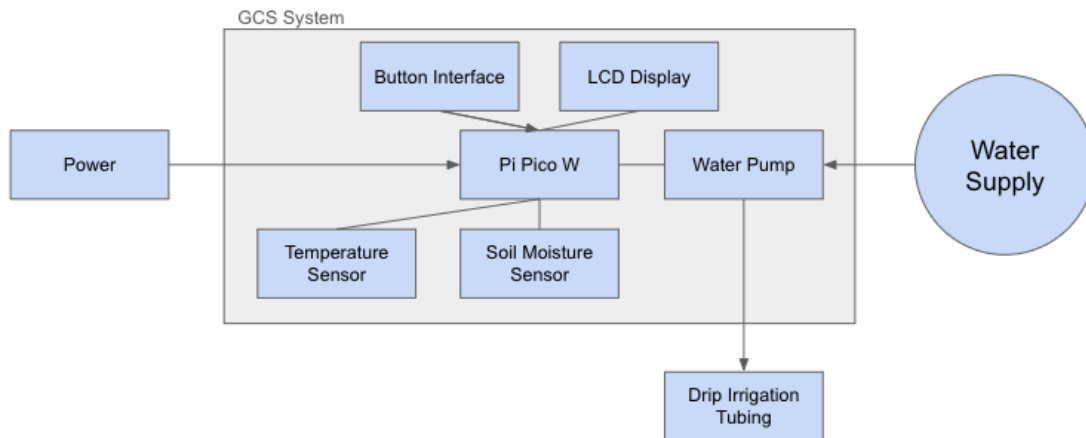 GCS System
Button Interface
LCD Display
Power
Pi Pico W
Water Pump
Water
Supply
Temperature
Sensor
Soil Moisture
Sensor
Drip Irrigation
Tubing